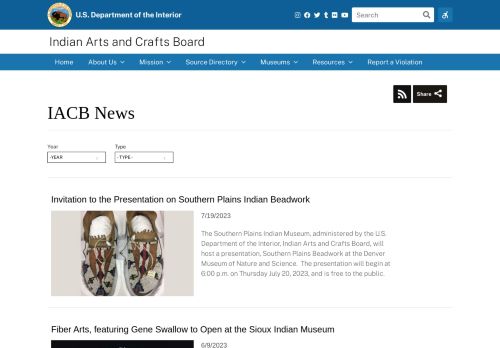 U.S. Department of the Interior
Search
Indian Arts and Crafts Board
Home About Us Mission Source Directory Museums Resources Report a Violation
Share
IACB News
Year Type
-YEAR - TYPE -
Invitation to the Presentation on Southern Plains Indian Beadwork
7/19/2023
The Southern Plains Indian Museum, administered by the U.S.
Department of the Interior, Indian Arts and Crafts Board, will
host a presentation, Southern Plains Beadwork at the Denver
Museum of Nature and Science. The presentation will begin at
6:00 p.m. on Thursday July 20, 2023, and is free to the public.
Fiber Arts, featuring Gene Swallow to Open at the Sioux Indian Museum
6/9/2023